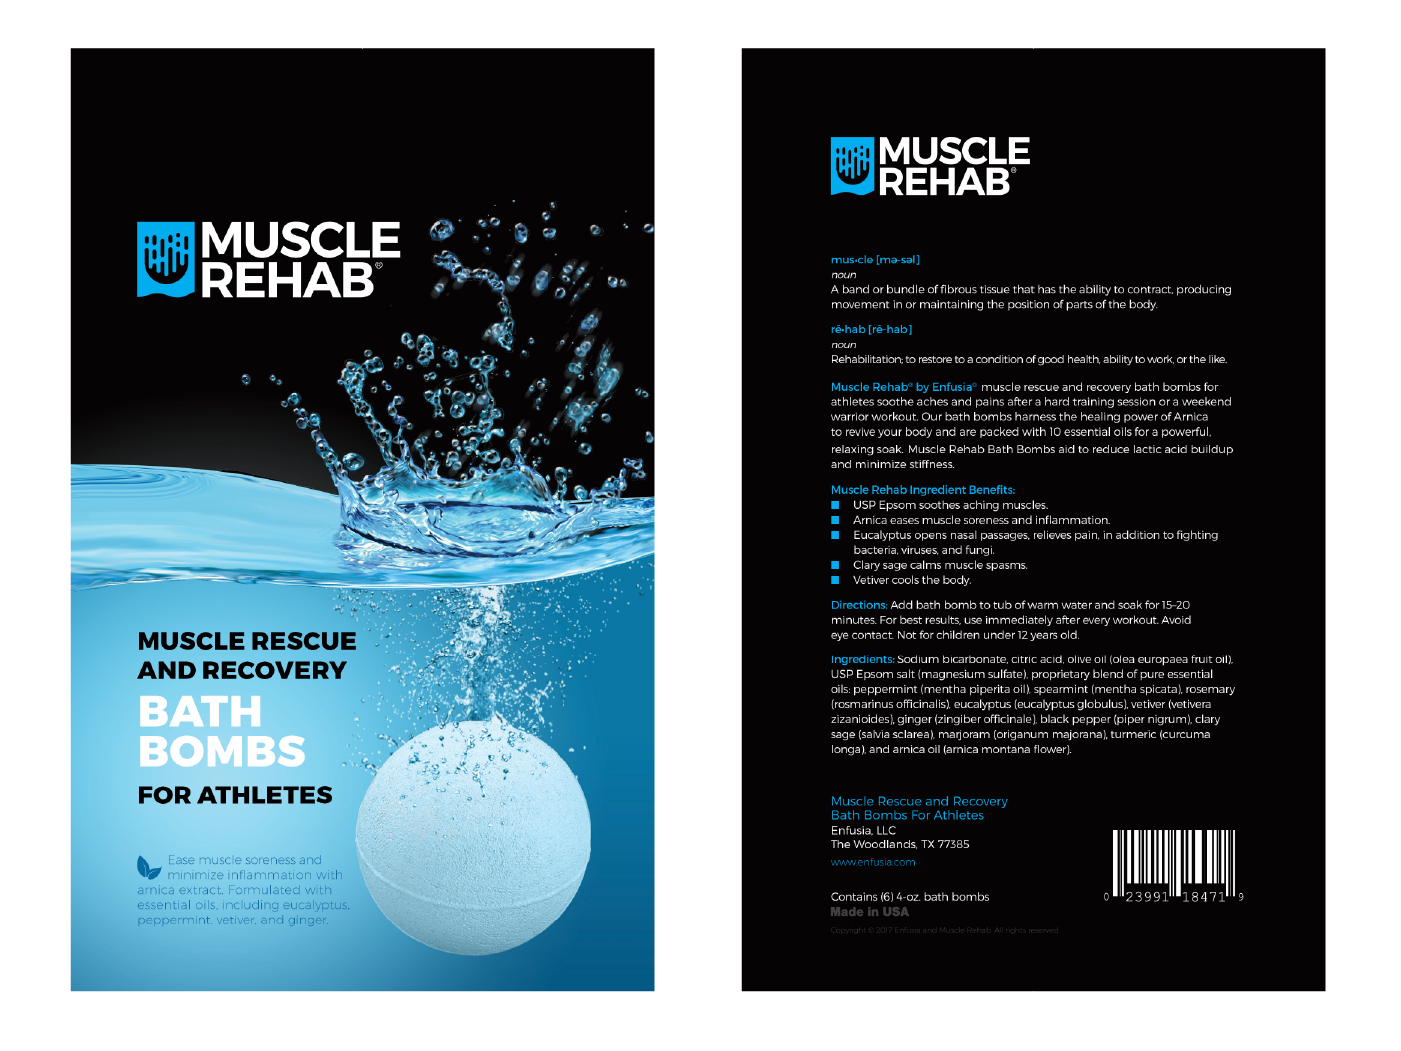 MUSCLE
REHAB®
MUSCLE RESCUE
AND RECOVERY
BATH
BOMBS
FOR ATHLETES
Ease muscle soreness and
minimize inflammation with
arnica extract. Formulated with
essential oils, including eucalyptus,
peppermint, vetiver, and ginger.
MUSCLE
REHAB®
mus•cle [mə-səl]
noun
A band or bundle of fibrous tissue that has the ability to contract, producing
movement in or maintaining the position of parts of the body.
rē•hab [rē-hab]
noun
Rehabilitation; to restore to a condition of good health, ability to work, or the like.
Muscle Rehab® by Enfusia® muscle rescue and recovery bath bombs for
athletes soothe aches and pains after a hard training session or a weekend
warrior workout. Our bath bombs harness the healing power of Arnica
to revive your body and are packed with 10 essential oils for a powerful,
relaxing soak. Muscle Rehab Bath Bombs aid to reduce lactic acid buildup
and minimize stiffness.
Muscle Rehab Ingredient Benefits:
■ USP Epsom soothes aching muscles.
■ Arnica eases muscle soreness and inflammation.
■ Eucalyptus opens nasal passages, relieves pain, in addition to fighting
bacteria, viruses, and fungi.
■ Clary sage calms muscle spasms.
■ Vetiver cools the body.
Directions: Add bath bomb to tub of warm water and soak for 15–20
minutes. For best results, use immediately after every workout. Avoid
eye contact. Not for children under 12 years old.
Ingredients: Sodium bicarbonate, citric acid, olive oil (olea europaea fruit oil),
USP Epsom salt (magnesium sulfate), proprietary blend of pure essential
oils: peppermint (mentha piperita oil), spearmint (mentha spicata), rosemary
(rosmarinus officinalis), eucalyptus (eucalyptus globulus), vetiver (vetivera
zizanioides), ginger (zingiber officinale), black pepper (piper nigrum), clary
sage (salvia sclarea), marjoram (origanum majorana), turmeric (curcuma
longa), and arnica oil (arnica montana flower).
Muscle Rescue and Recovery
Bath Bombs For Athletes
Enfusia, LLC
The Woodlands, TX 77385
www.enfusia.com
Contains (6) 4-oz. bath bombs
Made in USA
Copyright © 2017 Enfusia and Muscle Rehab. All rights reserved.
0 23991 18471 9